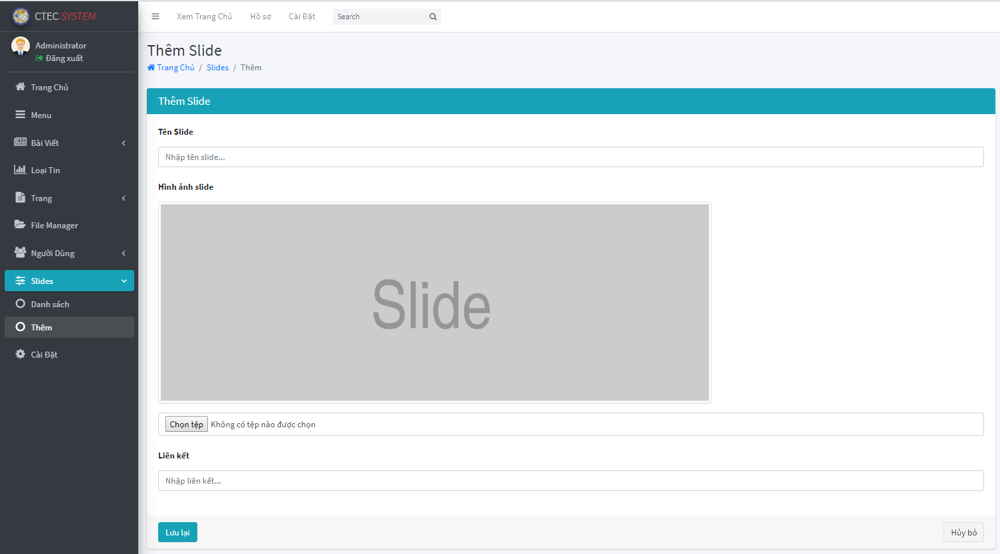 CTEC SYSTEM
Administrator
Đăng xuất
Trang Chủ
Menu
Bài Viết
Loại Tin
Trang
File Manager
Người Dùng
Slides
Danh sách
Thêm
Cài Đặt
Xem Trang Chủ Hồ sơ Cài Đặt Search
Thêm Slide
Trang Chủ / Slides / Thêm
Thêm Slide
Tên Slide
Nhập tên slide...
Hình ảnh slide
Slide
Chọn tệp Không có tệp nào được chọn
Liên kết
Nhập liên kết...
Lưu lại Hủy bỏ